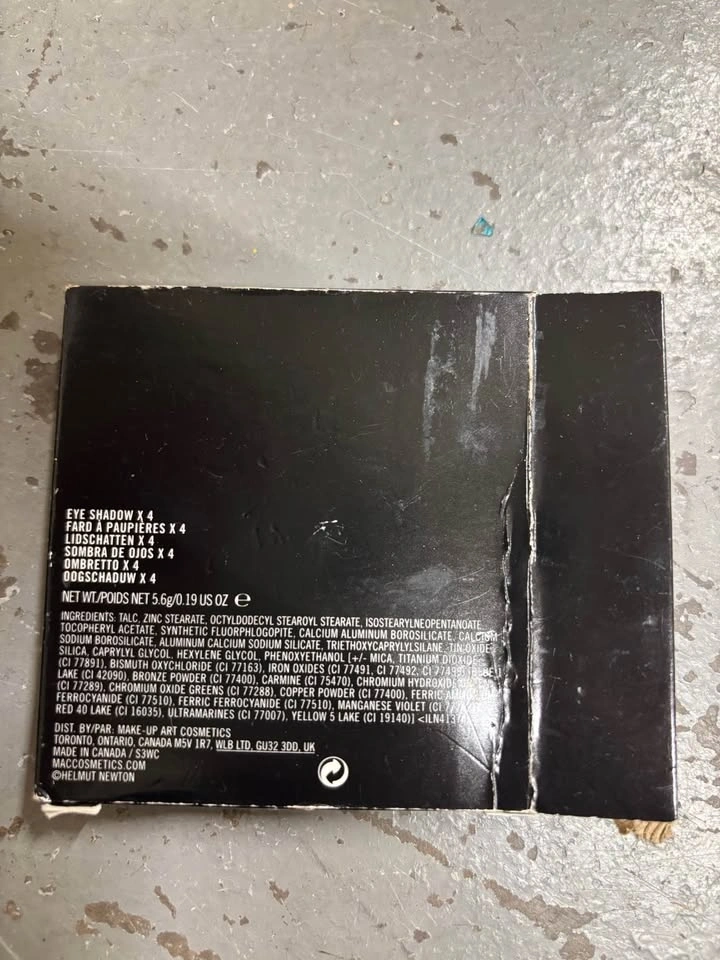 EYE SHADOW X 4
FARD À PAUPIÈRES X 4
LIDSCHATTEN X 4
SOMBRA DE OJOS X 4
OMBRETTO X 4
OOGSCHADUW X 4
NET WT./POIDS NET 5.6g/0.19 US OZ ℮
INGREDIENTS: TALC, ZINC STEARATE, OCTYLDODECYL STEAROYL STEARATE, ISOSTEARYLNEOPENTANOATE
TOCOPHERYL ACETATE, SYNTHETIC FLUORPHLOGOPITE, CALCIUM ALUMINUM BOROSILICATE, CALCIUM
SODIUM BOROSILICATE, ALUMINUM CALCIUM SODIUM SILICATE, TRIETHOXYCAPRYLYLSILANE, TIN OXIDE
SILICA, CAPRYLYL GLYCOL, HEXYLENE GLYCOL, PHENOXYETHANOL [+/- MICA, TITANIUM DIOXIDE
(CI 77891), BISMUTH OXYCHLORIDE (CI 77163), IRON OXIDES (CI 77491, CI 77492, CI 77499)
LAKE (CI 42090), BRONZE POWDER (CI 77400), CARMINE (CI 75470), CHROMIUM HYDROXIDE
(CI 77289), CHROMIUM OXIDE GREENS (CI 77288), COPPER POWDER (CI 77400), FERRIC
FERROCYANIDE (CI 77510), FERRIC FERROCYANIDE (CI 77510), MANGANESE VIOLET (CI
RED 40 LAKE (CI 16035), ULTRAMARINES (CI 77007), YELLOW 5 LAKE (CI 19140)]
DIST. BY/PAR. MAKE-UP ART COSMETICS
TORONTO, ONTARIO, CANADA M5V 1R7, WLB LTD, GU32 3DD, UK
MADE IN CANADA / S3WC
MACCOSMETICS.COM
©HELMUT NEWTON